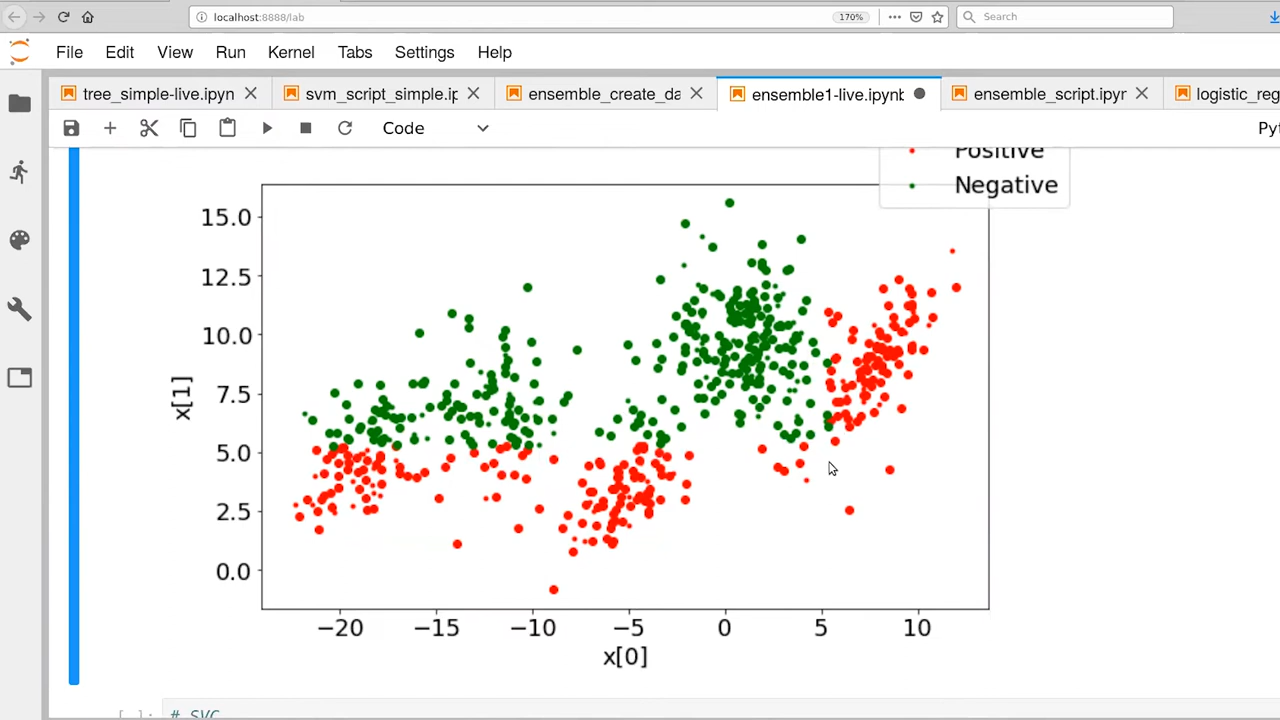 localhost:8888/lab 170% Search
File Edit View Run Kernel Tabs Settings Help
tree_simple-live.ipyn svm_script_simple.ip ensemble_create_da ensemble1-live.ipynb ensemble_script.ipynr logistic_reg
Code Pyt
Positive
Negative
15.0
12.5
10.0
7.5
5.0
2.5
0.0
x[1]
−20 −15 −10 −5 0 5 10
x[0]
[ ]: # SVC